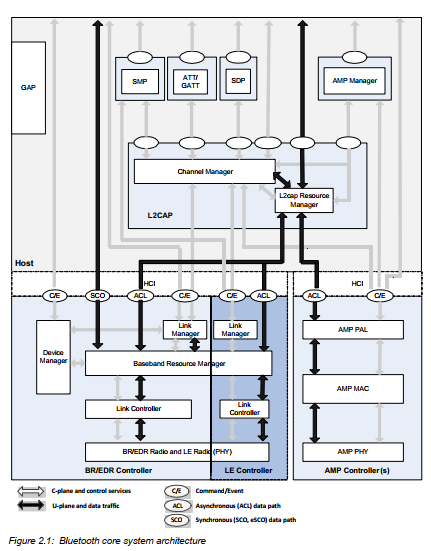 GAP
SMP
ATT/
GATT
SDP
AMP Manager
Channel Manager
L2cap Resource
Manager
L2CAP
Host
HCI
HCI
C/E
SCO
ACL
C/E
C/E
ACL
ACL
C/E
Device
Manager
Link
Manager
Link
Manager
AMP PAL
Baseband Resource Manager
AMP MAC
Link Controller
Link
Controller
BR/EDR Radio and LE Radio (PHY)
AMP PHY
BR/EDR Controller
LE Controller
AMP Controller(s)
C-plane and control services
C/E
Command/Event
U-plane and data traffic
ACL
Asynchronous (ACL) data path
SCO
Synchronous (SCO, eSCO) data path
Figure 2.1: Bluetooth core system architecture